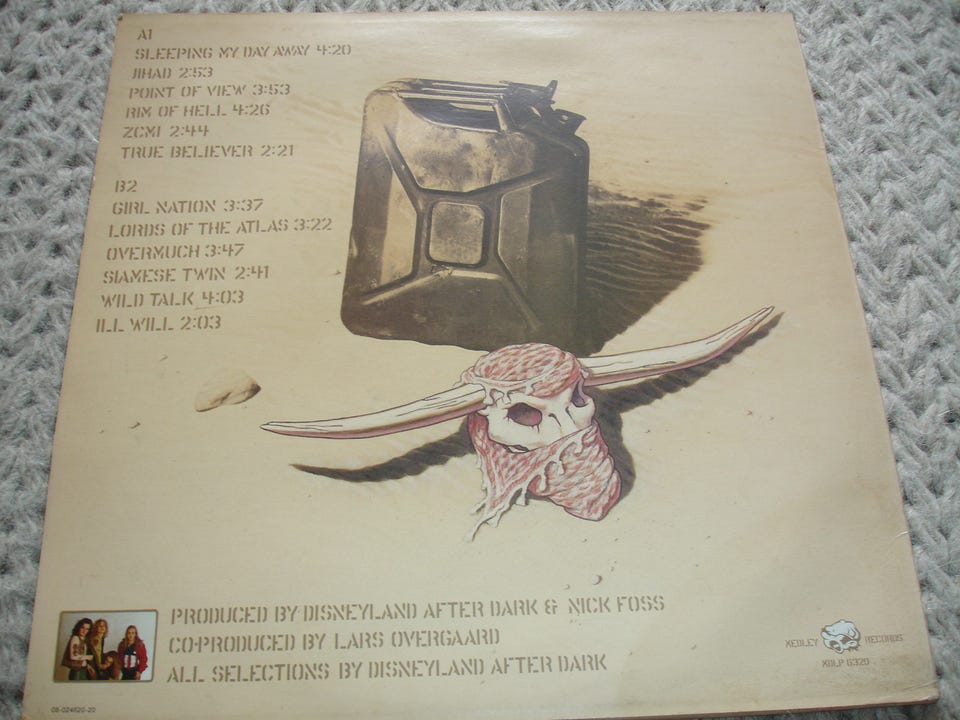 A1
SLEEPING MY DAY AWAY 4:20
JIHAD 2:53
POINT OF VIEW 3:53
RIM OF HELL 4:26
ZCMI 2:44
TRUE BELIEVER 2:21
B2
GIRL NATION 3:37
LORDS OF THE ATLAS 3:22
OVERMUCH 3:47
SIAMESE TWIN 2:41
WILD TALK 4:03
ILL WILL 2:03
PRODUCED BY DISNEYLAND AFTER DARK & NICK FOSS
CO-PRODUCED BY LARS OVERGAARD
ALL SELECTIONS BY DISNEYLAND AFTER DARK
MEDLEY RECORDS
MDLP 6320